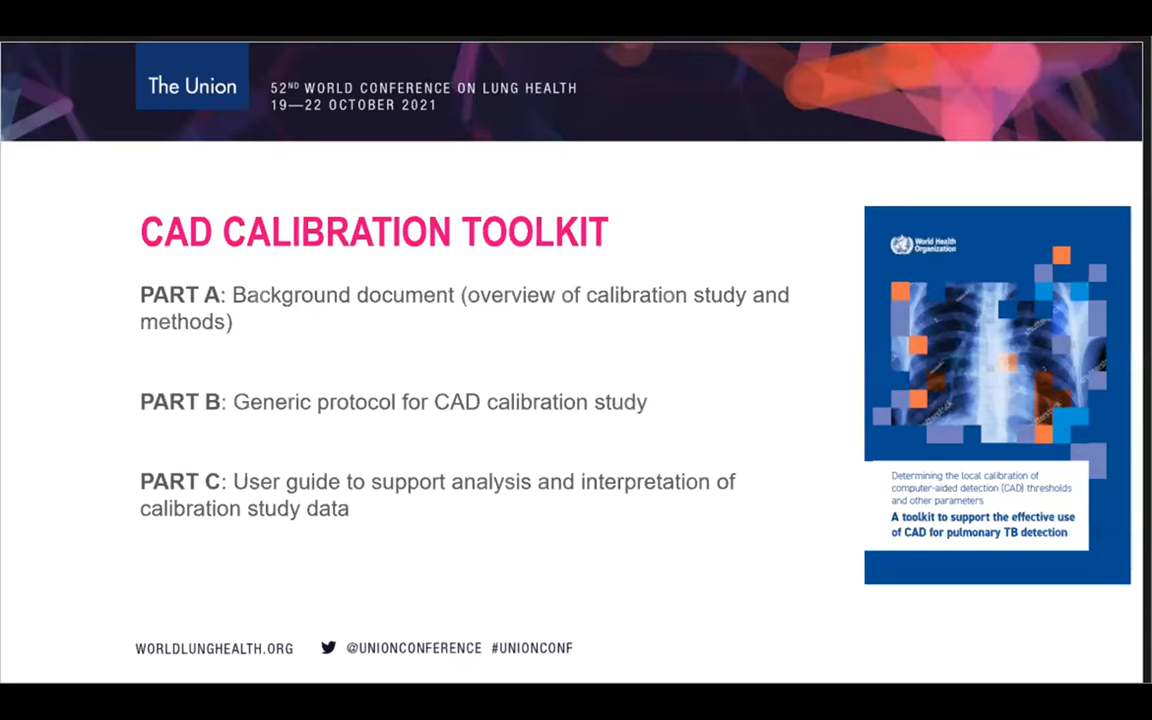 The Union
52ND WORLD CONFERENCE ON LUNG HEALTH
19—22 OCTOBER 2021
CAD CALIBRATION TOOLKIT
PART A: Background document (overview of calibration study and
methods)
PART B: Generic protocol for CAD calibration study
PART C: User guide to support analysis and interpretation of
calibration study data
World Health
Organization
shutterstock
Determining the local calibration of
computer-aided detection (CAD) thresholds
and other parameters
A toolkit to support the effective use
of CAD for pulmonary TB detection
WORLDLUNGHEALTH.ORG
@UNIONCONFERENCE #UNIONCONF